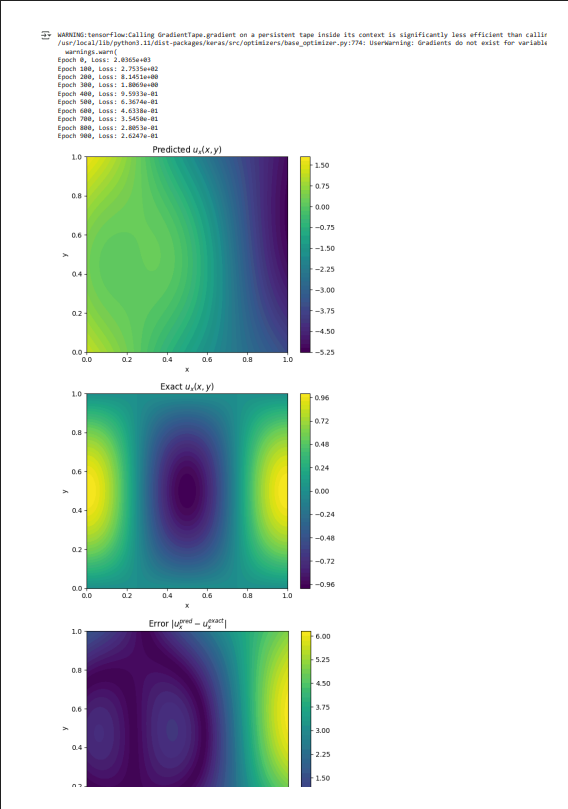 WARNING:tensorflow:Calling GradientTape.gradient on a persistent tape inside its context is significantly less efficient than callin
/usr/local/lib/python3.11/dist-packages/keras/src/optimizers/base_optimizer.py:774: UserWarning: Gradients do not exist for variable
warnings.warn(
Epoch 0, Loss: 2.0365e+03
Epoch 100, Loss: 2.7535e+02
Epoch 200, Loss: 8.1451e+00
Epoch 300, Loss: 1.8069e+00
Epoch 400, Loss: 9.5933e-01
Epoch 500, Loss: 6.3674e-01
Epoch 600, Loss: 4.6338e-01
Epoch 700, Loss: 3.5450e-01
Epoch 800, Loss: 2.8053e-01
Epoch 900, Loss: 2.6247e-01
Predicted u_x(x, y)
1.0
0.8
0.6
0.4
0.2
0.0
y
0.0 0.2 0.4 0.6 0.8 1.0
x
1.50
0.75
0.00
−0.75
−1.50
−2.25
−3.00
−3.75
−4.50
−5.25
Exact u_x(x, y)
1.0
0.8
0.6
0.4
0.2
0.0
y
0.0 0.2 0.4 0.6 0.8 1.0
x
0.96
0.72
0.48
0.24
0.00
−0.24
−0.48
−0.72
−0.96
Error |u_x^pred − u_x^exact|
1.0
0.8
0.6
0.4
0.2
y
6.00
5.25
4.50
3.75
3.00
2.25
1.50